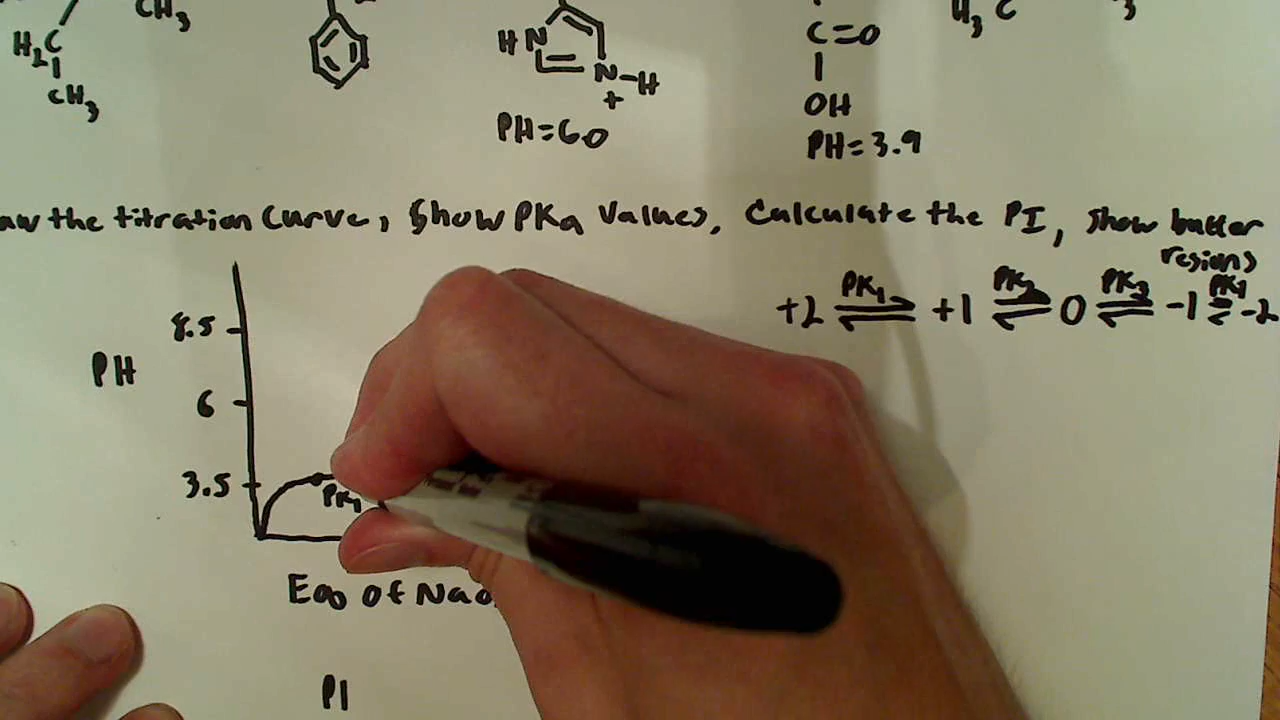 CH3
H2C
CH3
H N
N-H
+
PH=6.0
C=O
OH
PH=3.9
H3C
3
aw the titration curve, Show PKa Values, Calculate the PI, show buffer
regions
+2 PK1 +1 PK2 0 PK3 -1 PK4 -2
8.5
PH
6
3.5
PK1
Eq of NaO
PI